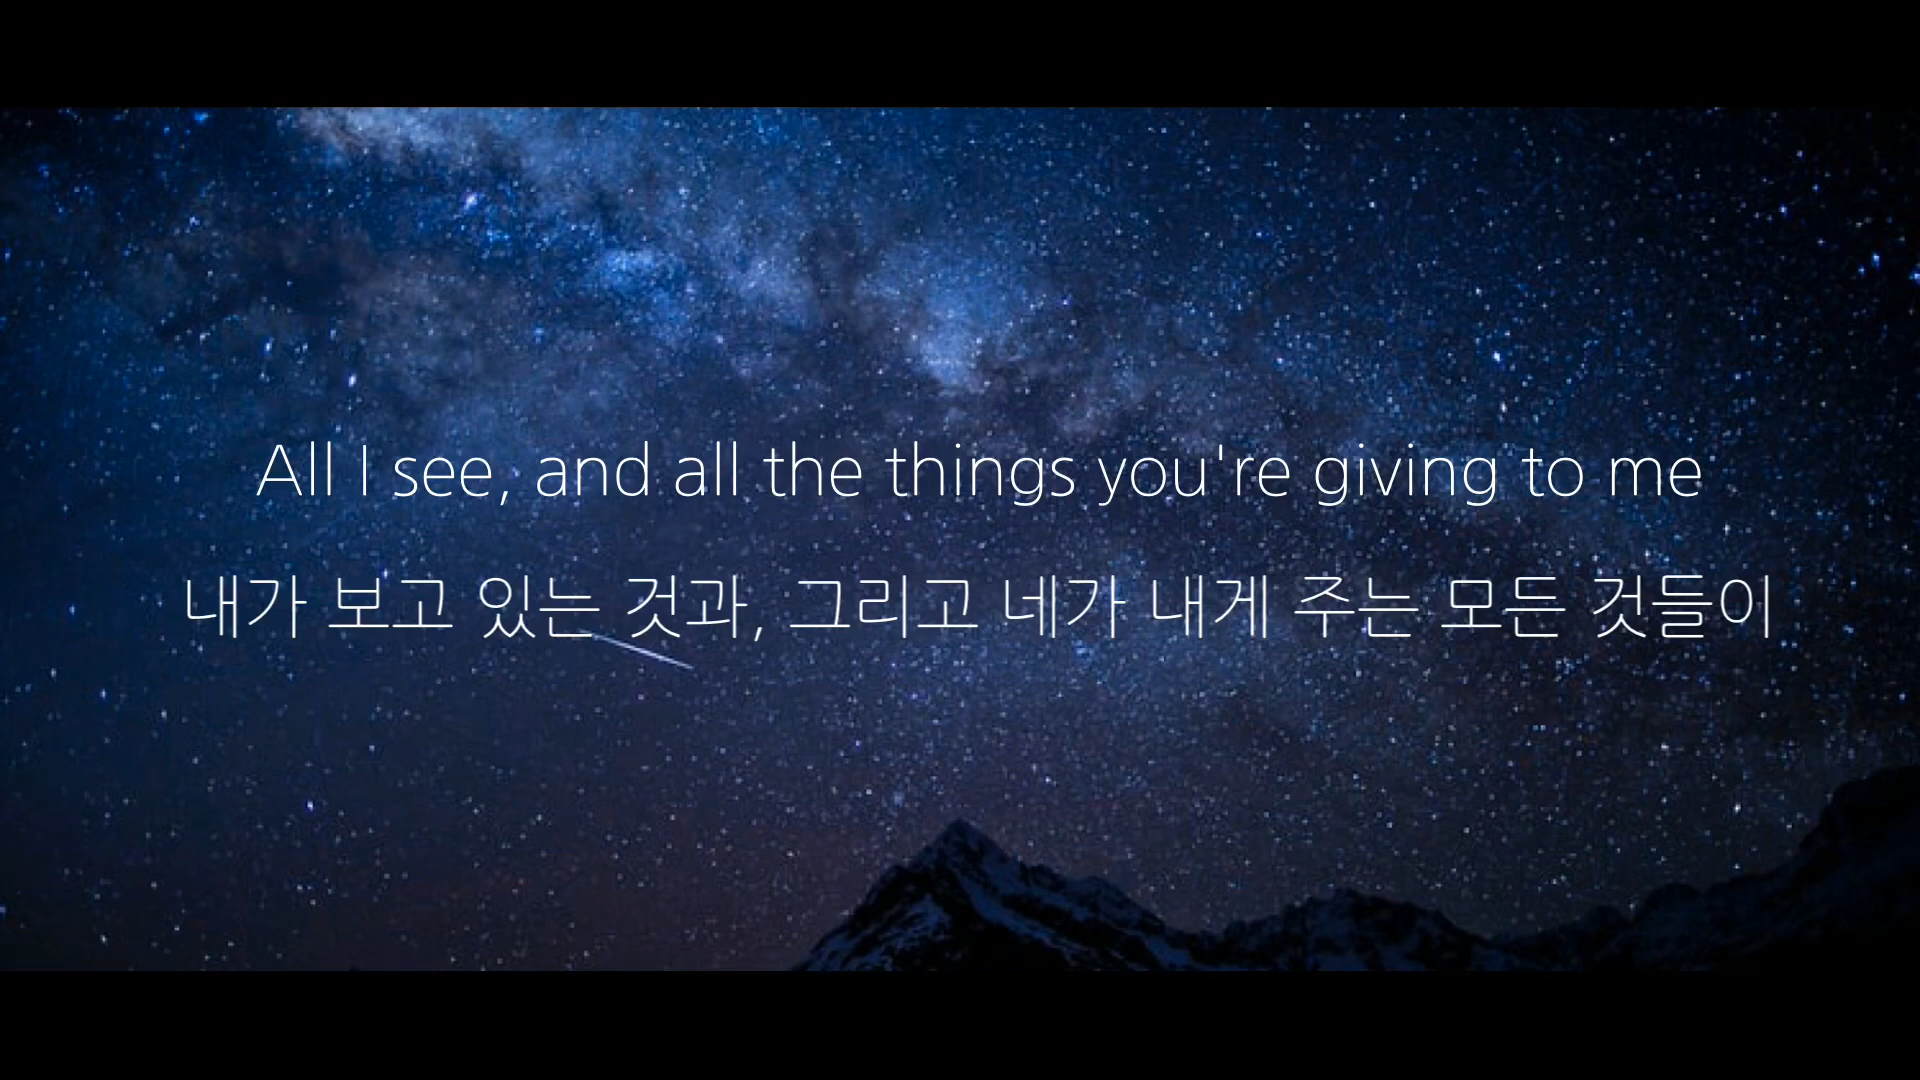 All I see, and all the things you're giving to me
내가 보고 있는 것과, 그리고 네가 내게 주는 모든 것들이